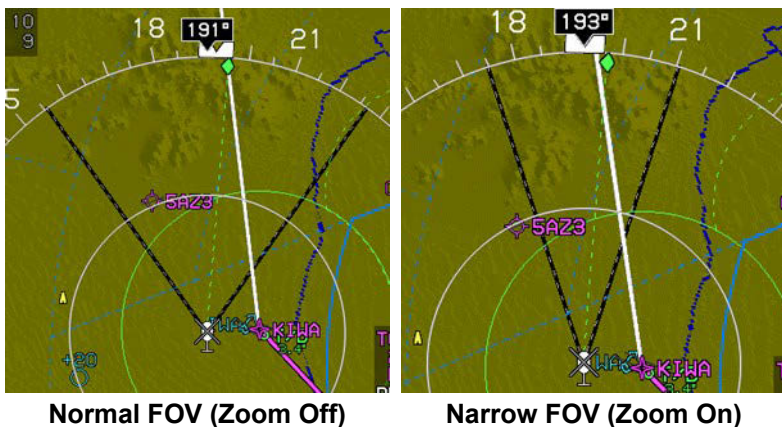 10
9
18
191°
21
5
5AZ3
A
KIWA
+20
18
193°
21
5AZ3
A
KIWA
Normal FOV (Zoom Off)
Narrow FOV (Zoom On)